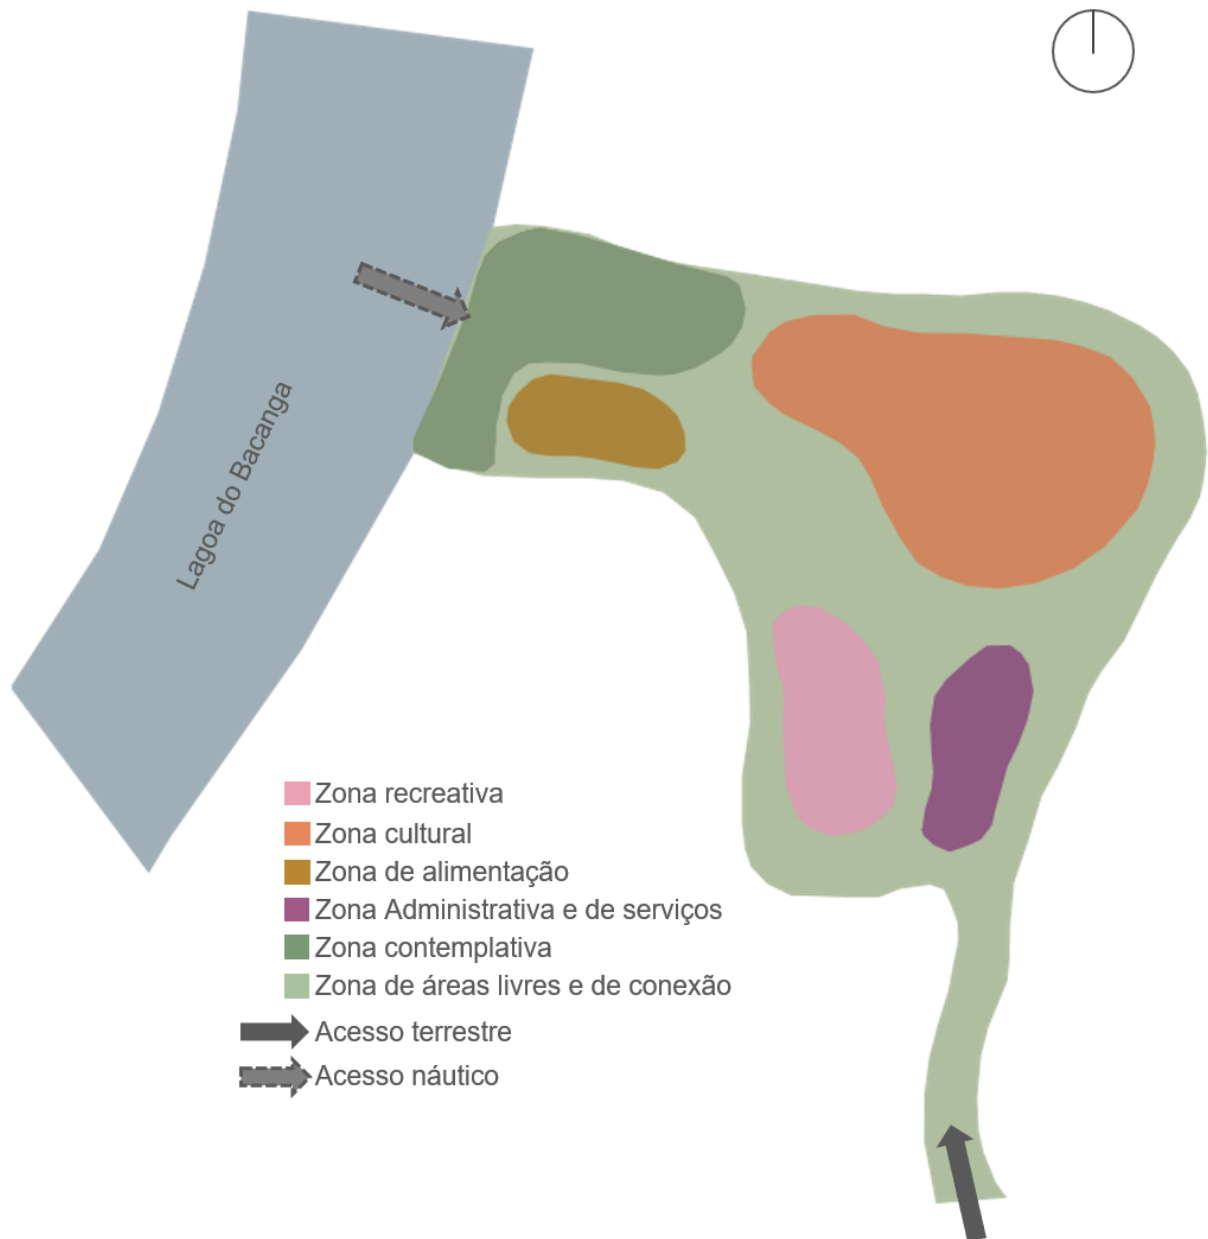 Lagoa do Bacanga
Zona recreativa
Zona cultural
Zona de alimentação
Zona Administrativa e de serviços
Zona contemplativa
Zona de áreas livres e de conexão
Acesso terrestre
Acesso náutico